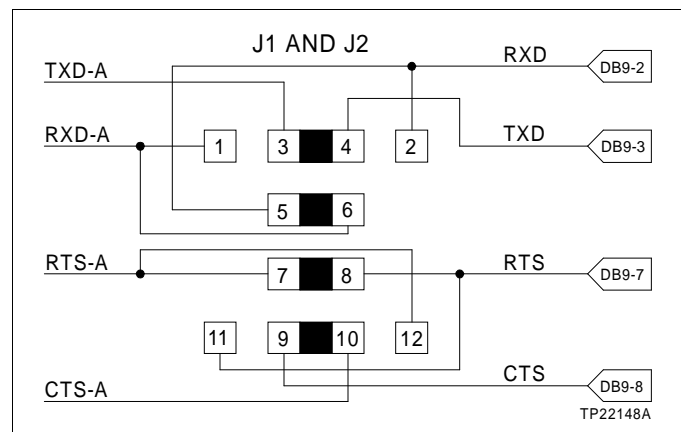 J1 AND J2
TXD-A
RXD
DB9-2
RXD-A
1
3
4
2
TXD
DB9-3
5
6
RTS-A
7
8
RTS
DB9-7
11
9
10
12
CTS-A
CTS
DB9-8
TP22148A